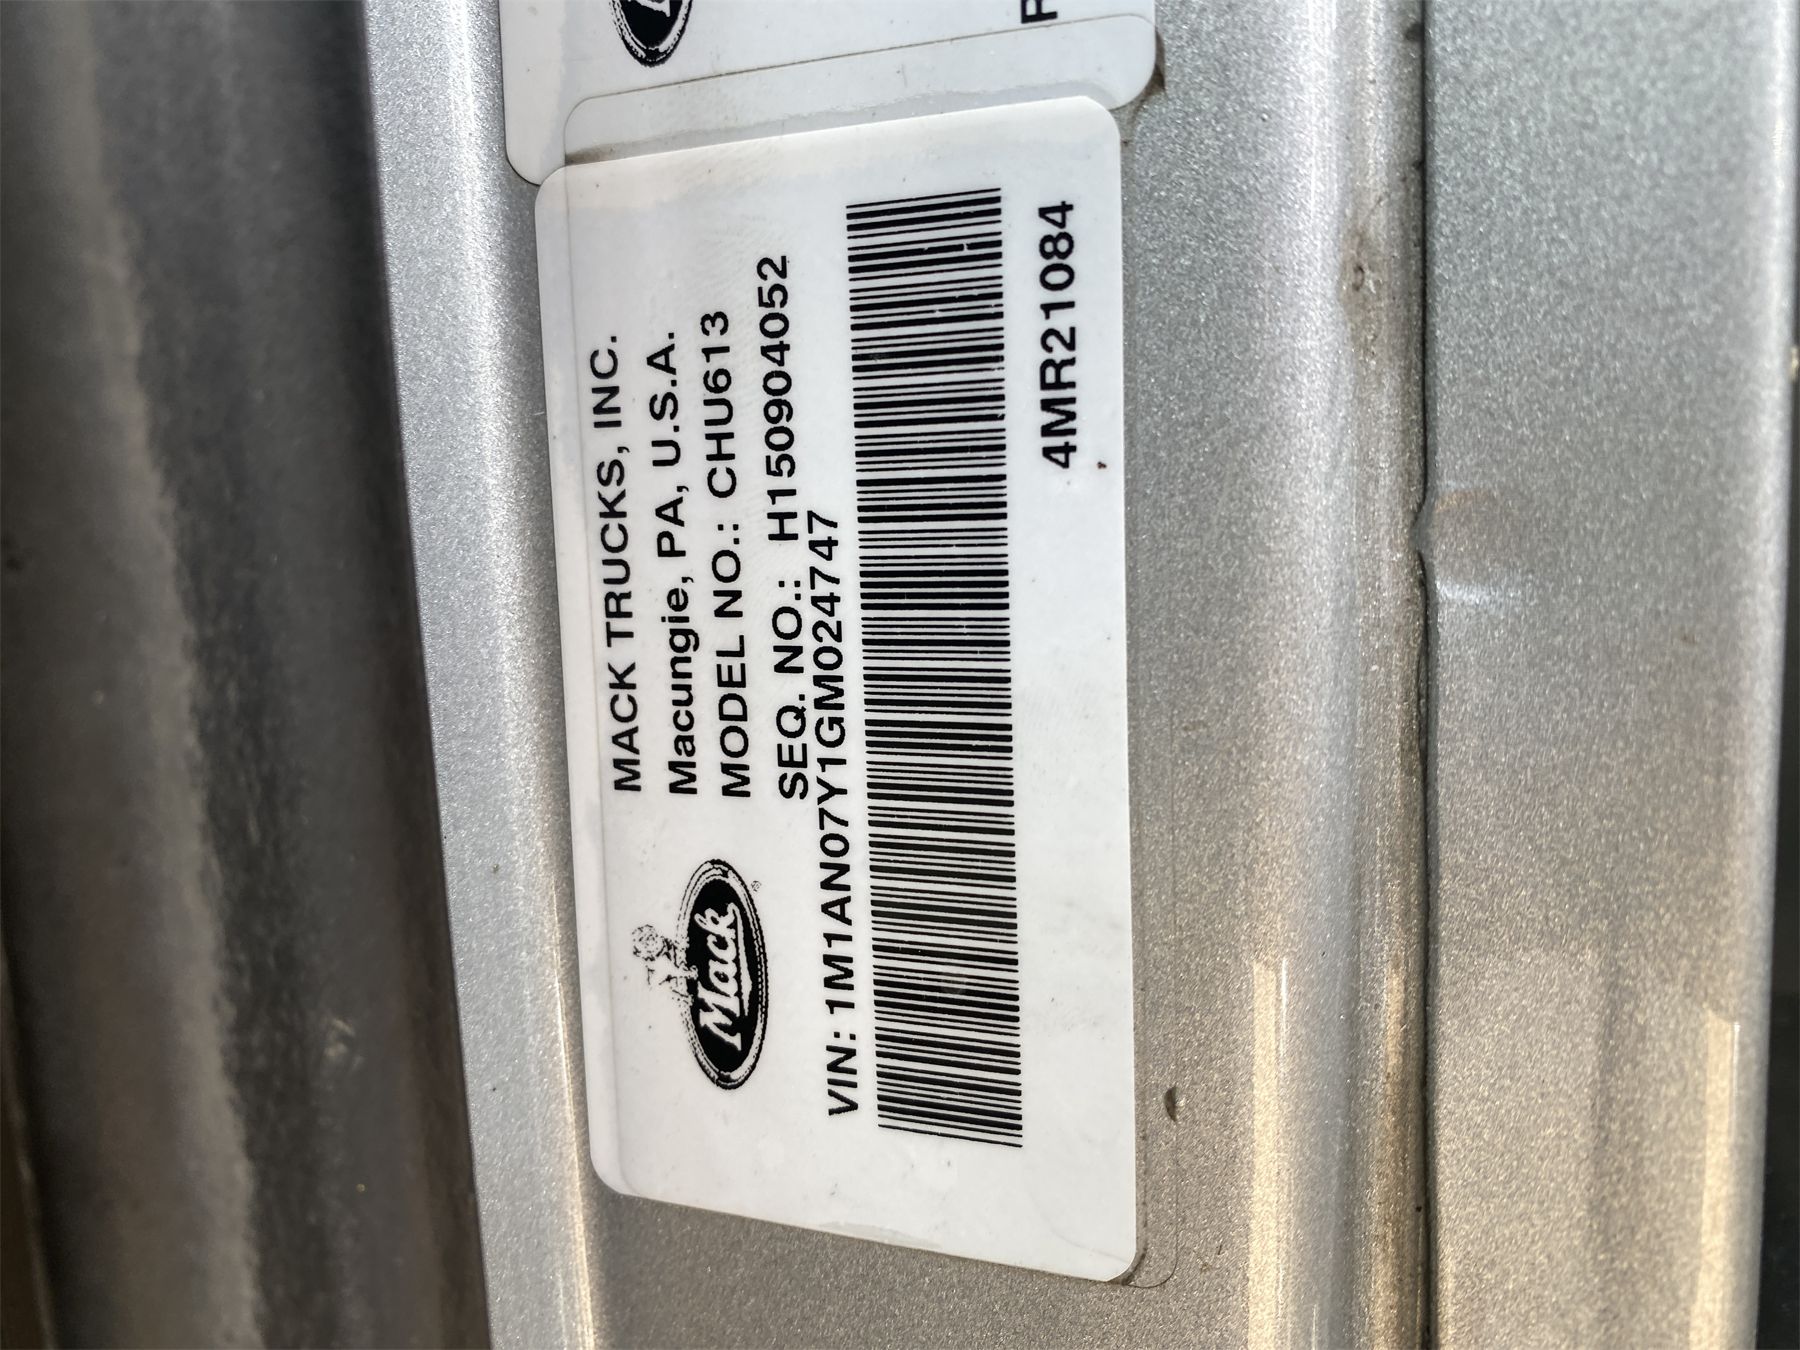 MACK TRUCKS, INC.
Macungie, PA, U.S.A.
MODEL NO.: CHU613
SEQ. NO.: H150904052
Mack
®
VIN: 1M1AN07Y1GM024747
4MR21084